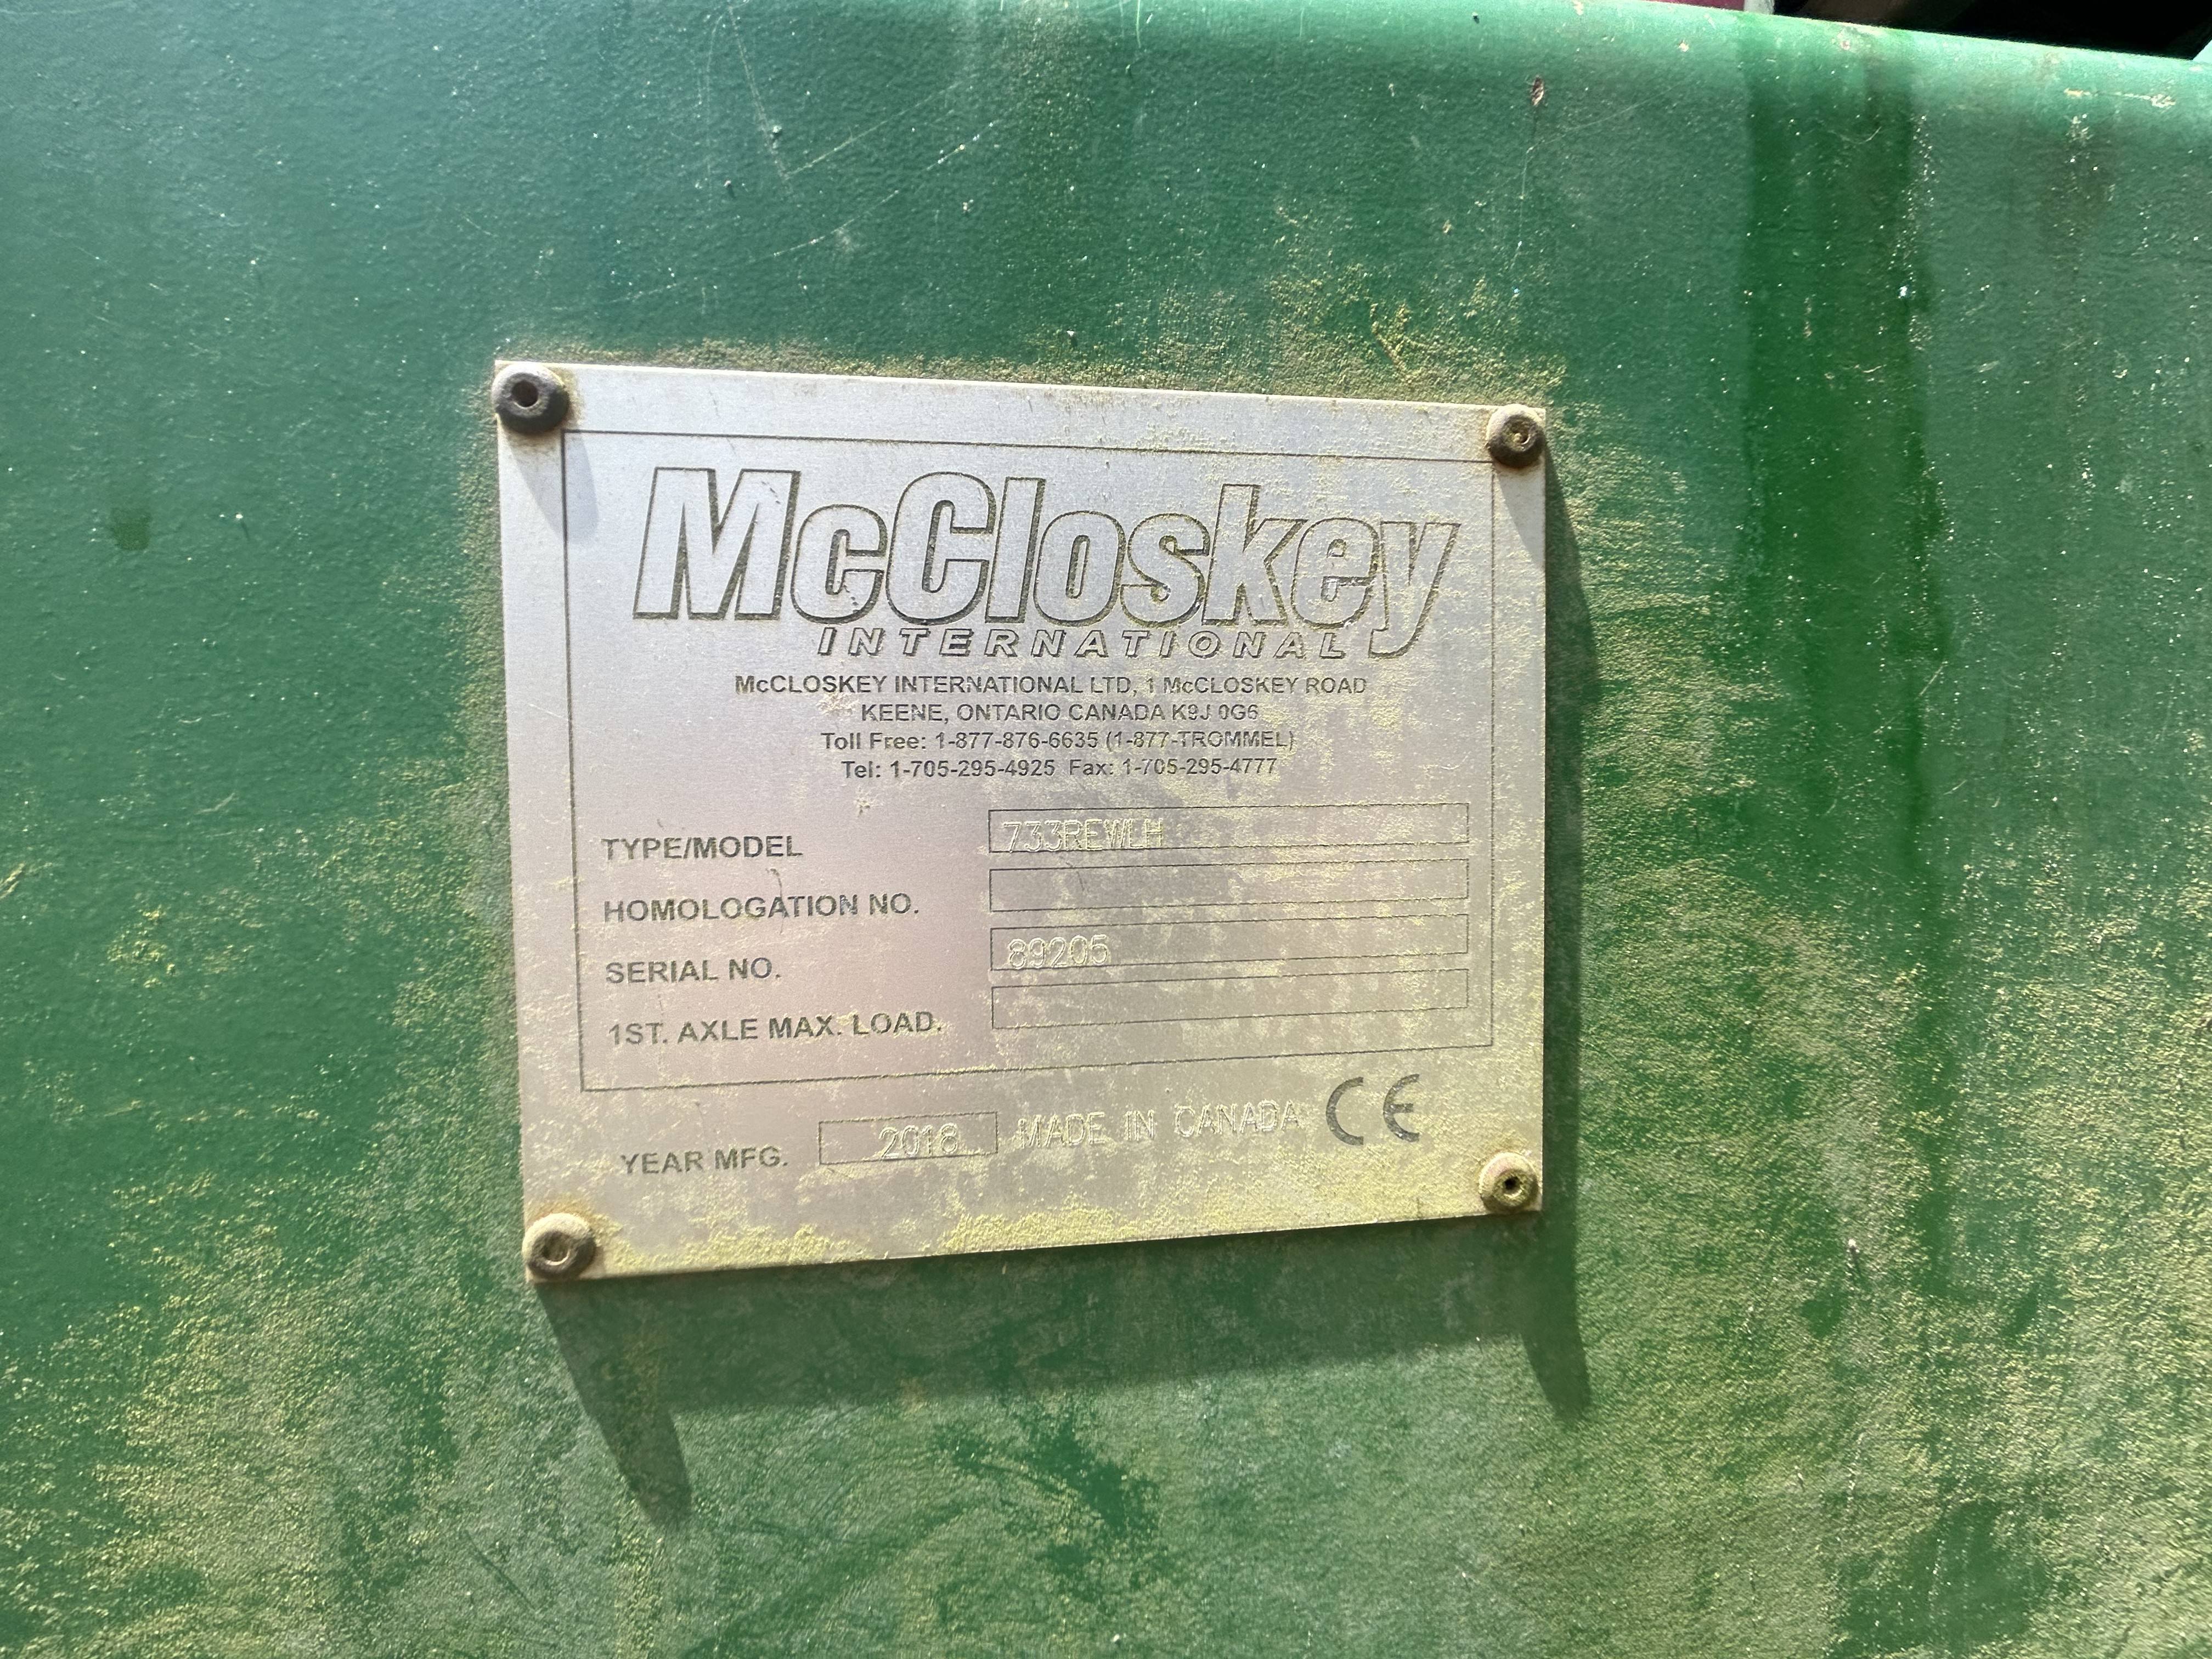 McCloskey
INTERNATIONAL
McCLOSKEY INTERNATIONAL LTD, 1 McCLOSKEY ROAD
KEENE, ONTARIO CANADA K9J 0G6
Toll Free: 1-877-876-6635 (1-877-TROMMEL)
Tel: 1-705-295-4925 Fax: 1-705-295-4777
TYPE/MODEL 733REWLH
HOMOLOGATION NO.
SERIAL NO. 89205
1ST. AXLE MAX. LOAD.
YEAR MFG. 2018 MADE IN CANADA CE